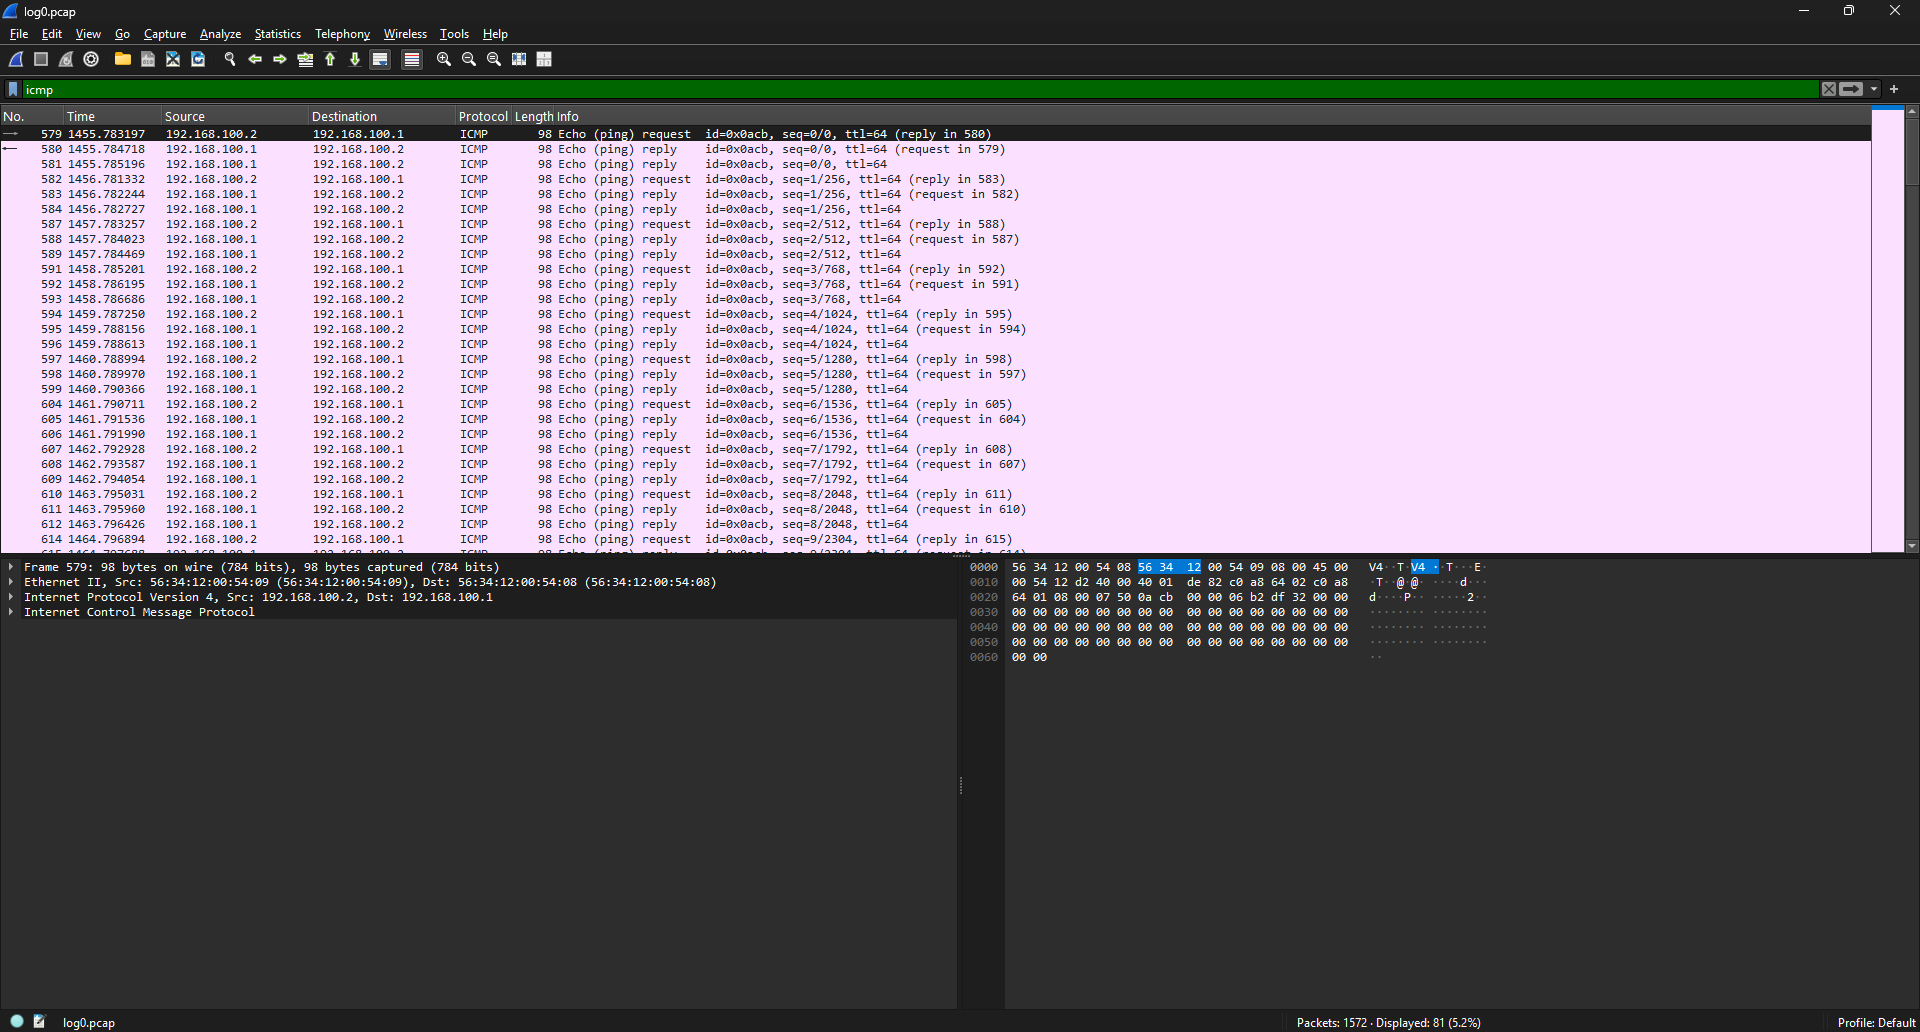 log0.pcap
File Edit View Go Capture Analyze Statistics Telephony Wireless Tools Help
icmp
No. Time Source Destination Protocol Length Info
579 1455.783197 192.168.100.2 192.168.100.1 ICMP 98 Echo (ping) request id=0x0acb, seq=0/0, ttl=64 (reply in 580)
580 1455.784718 192.168.100.1 192.168.100.2 ICMP 98 Echo (ping) reply id=0x0acb, seq=0/0, ttl=64 (request in 579)
581 1455.785196 192.168.100.1 192.168.100.2 ICMP 98 Echo (ping) reply id=0x0acb, seq=0/0, ttl=64
582 1456.781332 192.168.100.2 192.168.100.1 ICMP 98 Echo (ping) request id=0x0acb, seq=1/256, ttl=64 (reply in 583)
583 1456.782244 192.168.100.1 192.168.100.2 ICMP 98 Echo (ping) reply id=0x0acb, seq=1/256, ttl=64 (request in 582)
584 1456.782727 192.168.100.1 192.168.100.2 ICMP 98 Echo (ping) reply id=0x0acb, seq=1/256, ttl=64
587 1457.783257 192.168.100.2 192.168.100.1 ICMP 98 Echo (ping) request id=0x0acb, seq=2/512, ttl=64 (reply in 588)
588 1457.784023 192.168.100.1 192.168.100.2 ICMP 98 Echo (ping) reply id=0x0acb, seq=2/512, ttl=64 (request in 587)
589 1457.784469 192.168.100.1 192.168.100.2 ICMP 98 Echo (ping) reply id=0x0acb, seq=2/512, ttl=64
591 1458.785201 192.168.100.2 192.168.100.1 ICMP 98 Echo (ping) request id=0x0acb, seq=3/768, ttl=64 (reply in 592)
592 1458.786195 192.168.100.1 192.168.100.2 ICMP 98 Echo (ping) reply id=0x0acb, seq=3/768, ttl=64 (request in 591)
593 1458.786686 192.168.100.1 192.168.100.2 ICMP 98 Echo (ping) reply id=0x0acb, seq=3/768, ttl=64
594 1459.787250 192.168.100.2 192.168.100.1 ICMP 98 Echo (ping) request id=0x0acb, seq=4/1024, ttl=64 (reply in 595)
595 1459.788156 192.168.100.1 192.168.100.2 ICMP 98 Echo (ping) reply id=0x0acb, seq=4/1024, ttl=64 (request in 594)
596 1459.788613 192.168.100.1 192.168.100.2 ICMP 98 Echo (ping) reply id=0x0acb, seq=4/1024, ttl=64
597 1460.788994 192.168.100.2 192.168.100.1 ICMP 98 Echo (ping) request id=0x0acb, seq=5/1280, ttl=64 (reply in 598)
598 1460.789970 192.168.100.1 192.168.100.2 ICMP 98 Echo (ping) reply id=0x0acb, seq=5/1280, ttl=64 (request in 597)
599 1460.790366 192.168.100.1 192.168.100.2 ICMP 98 Echo (ping) reply id=0x0acb, seq=5/1280, ttl=64
604 1461.790711 192.168.100.2 192.168.100.1 ICMP 98 Echo (ping) request id=0x0acb, seq=6/1536, ttl=64 (reply in 605)
605 1461.791536 192.168.100.1 192.168.100.2 ICMP 98 Echo (ping) reply id=0x0acb, seq=6/1536, ttl=64 (request in 604)
606 1461.791990 192.168.100.1 192.168.100.2 ICMP 98 Echo (ping) reply id=0x0acb, seq=6/1536, ttl=64
607 1462.792928 192.168.100.2 192.168.100.1 ICMP 98 Echo (ping) request id=0x0acb, seq=7/1792, ttl=64 (reply in 608)
608 1462.793587 192.168.100.1 192.168.100.2 ICMP 98 Echo (ping) reply id=0x0acb, seq=7/1792, ttl=64 (request in 607)
609 1462.794054 192.168.100.1 192.168.100.2 ICMP 98 Echo (ping) reply id=0x0acb, seq=7/1792, ttl=64
610 1463.795031 192.168.100.2 192.168.100.1 ICMP 98 Echo (ping) request id=0x0acb, seq=8/2048, ttl=64 (reply in 611)
611 1463.795960 192.168.100.1 192.168.100.2 ICMP 98 Echo (ping) reply id=0x0acb, seq=8/2048, ttl=64 (request in 610)
612 1463.796426 192.168.100.1 192.168.100.2 ICMP 98 Echo (ping) reply id=0x0acb, seq=8/2048, ttl=64
614 1464.796894 192.168.100.2 192.168.100.1 ICMP 98 Echo (ping) request id=0x0acb, seq=9/2304, ttl=64 (reply in 615)
Frame 579: 98 bytes on wire (784 bits), 98 bytes captured (784 bits)
Ethernet II, Src: 56:34:12:00:54:09 (56:34:12:00:54:09), Dst: 56:34:12:00:54:08 (56:34:12:00:54:08)
Internet Protocol Version 4, Src: 192.168.100.2, Dst: 192.168.100.1
Internet Control Message Protocol
0000 56 34 12 00 54 08 56 34 12 00 54 09 08 00 45 00 V4··T·V4 ··T···E·
0010 00 54 12 d2 40 00 40 01 de 82 c0 a8 64 02 c0 a8 ·T··@·@· ····d···
0020 64 01 08 00 07 50 0a cb 00 00 06 b2 df 32 00 00 d····P·· ·····2··
0030 00 00 00 00 00 00 00 00 00 00 00 00 00 00 00 00 ········ ········
0040 00 00 00 00 00 00 00 00 00 00 00 00 00 00 00 00 ········ ········
0050 00 00 00 00 00 00 00 00 00 00 00 00 00 00 00 00 ········ ········
0060 00 00 ··
log0.pcap
Packets: 1572 · Displayed: 81 (5.2%)
Profile: Default